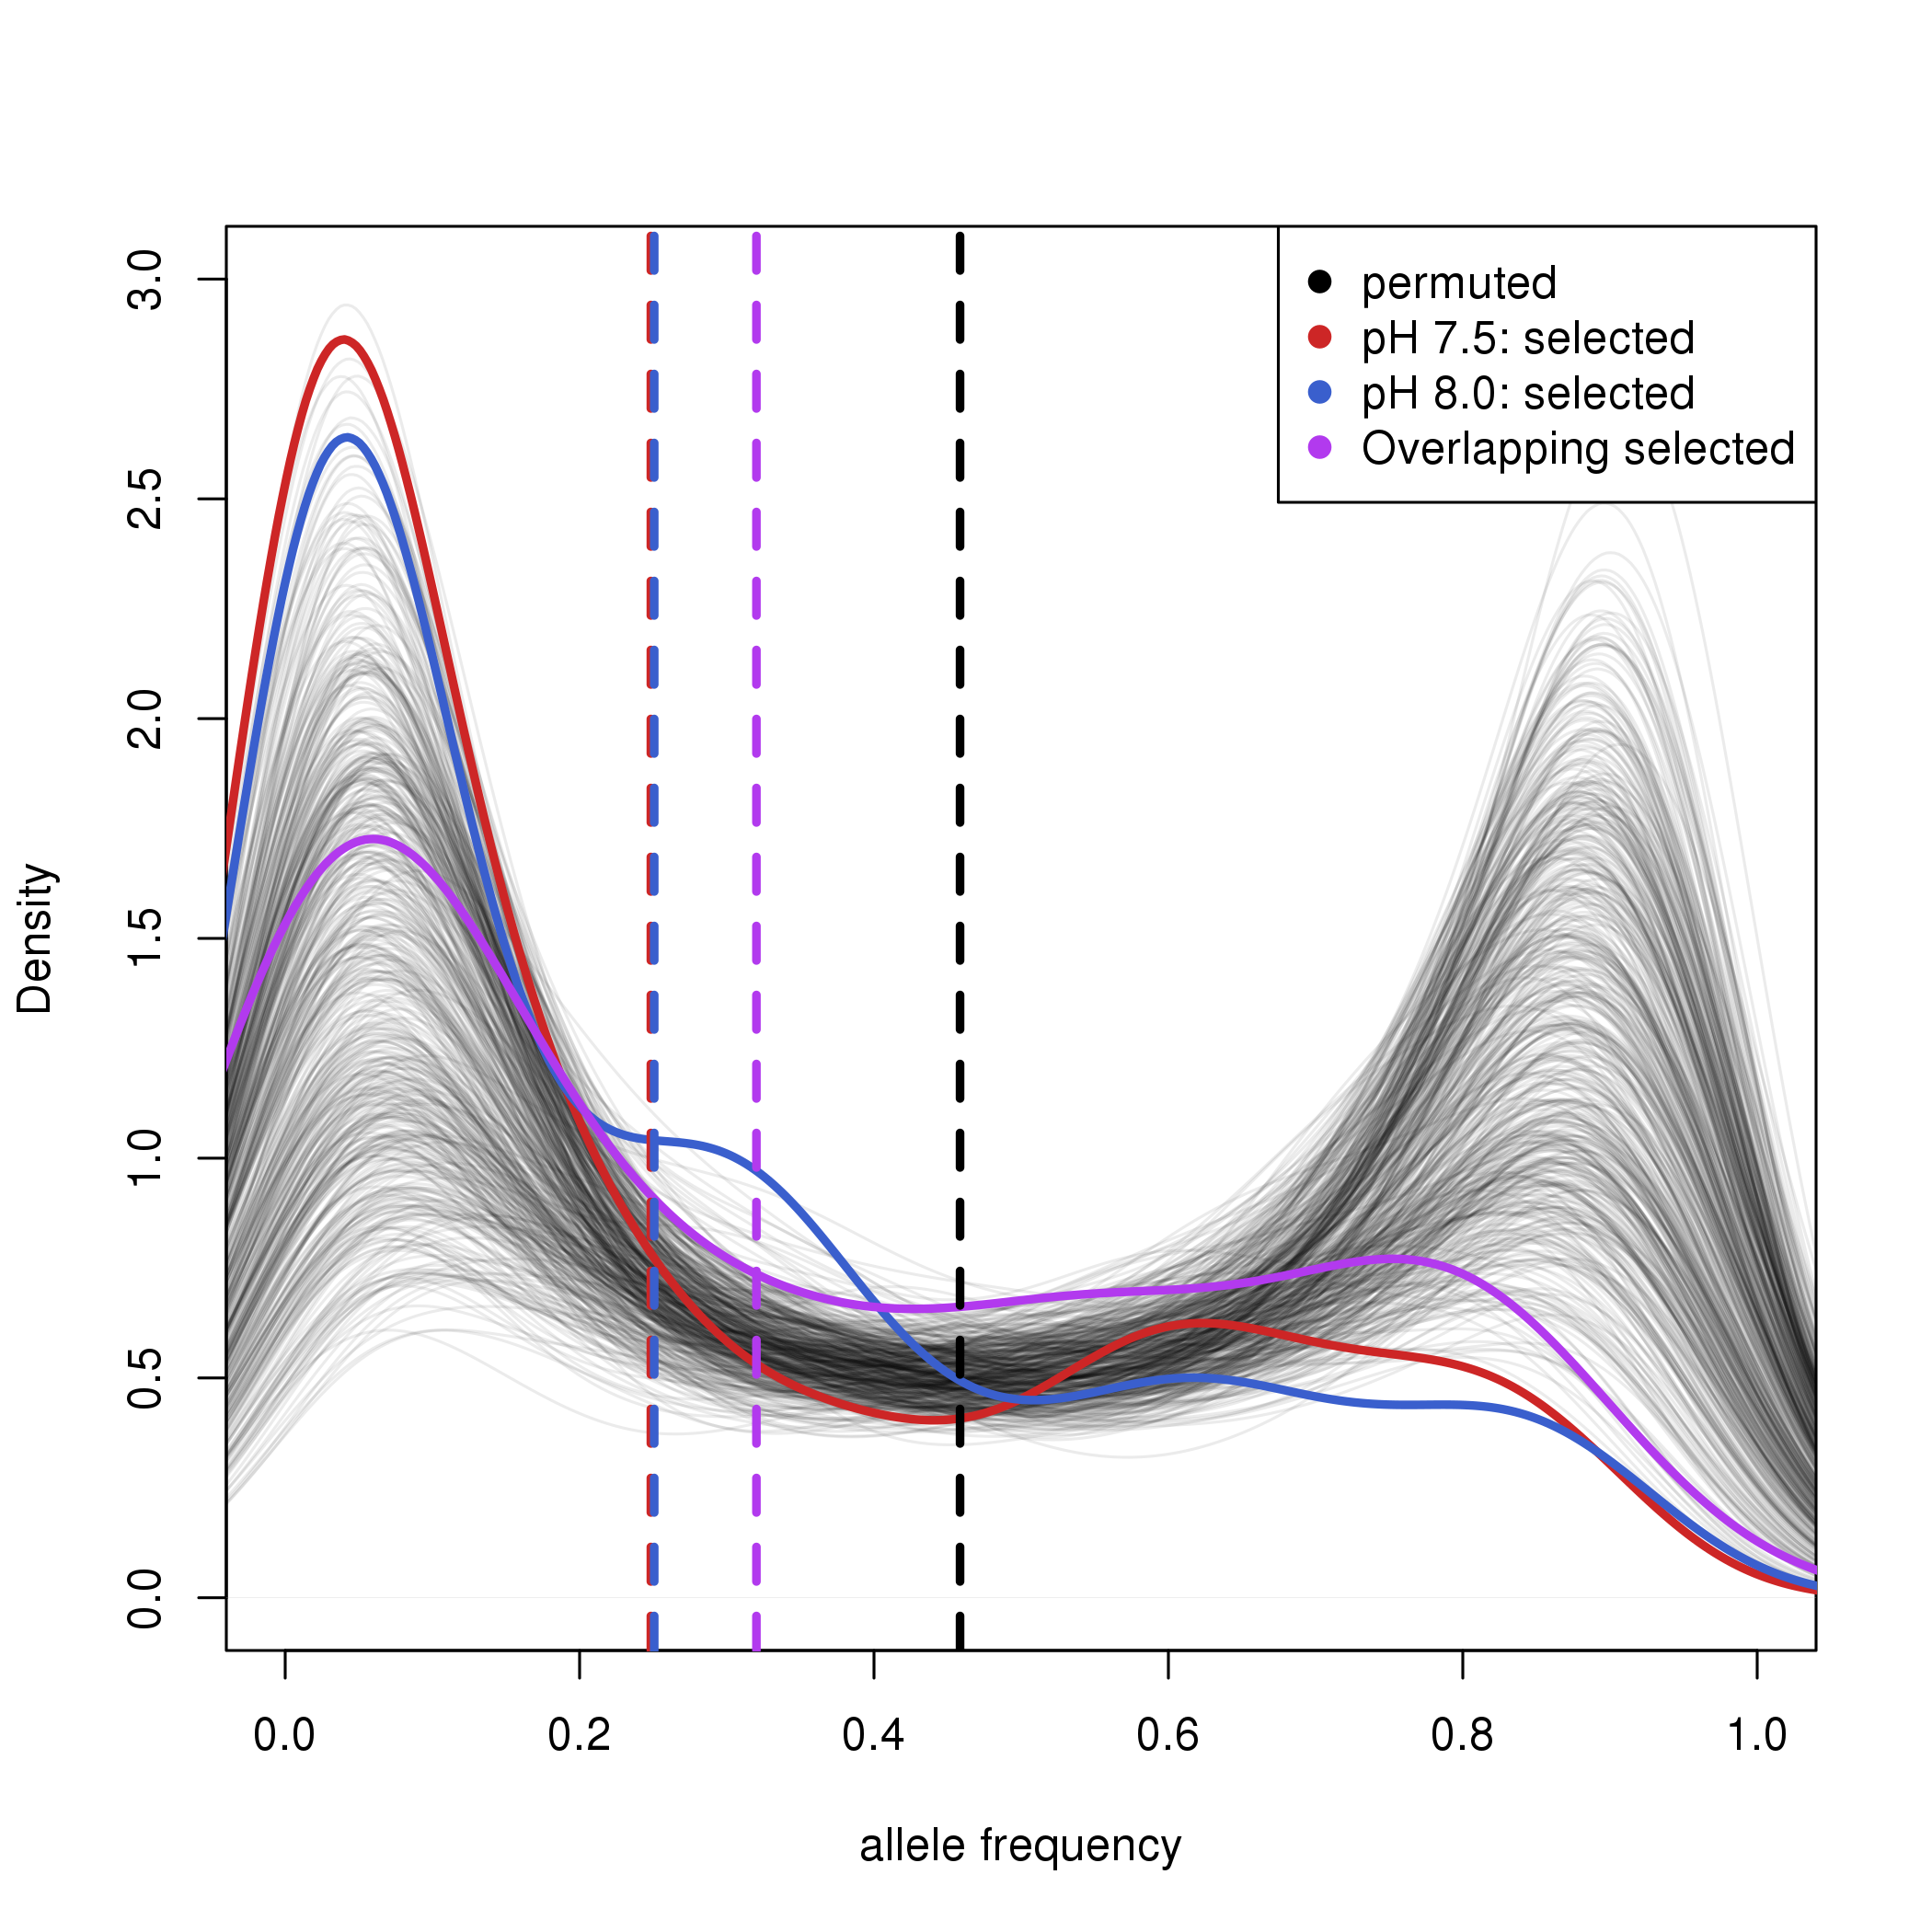 permuted
pH 7.5: selected
pH 8.0: selected
Overlapping selected
Density
3.0
2.5
2.0
1.5
1.0
0.5
0.0
0.0 0.2 0.4 0.6 0.8 1.0
allele frequency